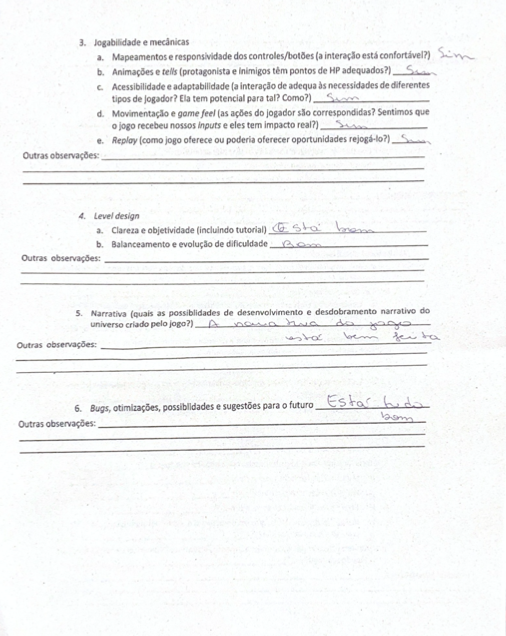 3. Jogabilidade e mecânicas
a. Mapeamentos e responsividade dos controles/botões (a interação está confortável?) Sim
b. Animações e tells (protagonista e inimigos têm pontos de HP adequados?) Sim
c. Acessibilidade e adaptabilidade (a interação de adequa às necessidades de diferentes
tipos de jogador? Ela tem potencial para tal? Como?) Sim
d. Movimentação e game feel (as ações do jogador são correspondidas? Sentimos que
o jogo recebeu nossos inputs e eles tem impacto real?) Sim
e. Replay (como jogo oferece ou poderia oferecer oportunidades rejogá-lo?) Sim
Outras observações:
4. Level design
a. Clareza e objetividade (incluindo tutorial) Está bom
b. Balanceamento e evolução de dificuldade Bom
Outras observações:
5. Narrativa (quais as possiblidades de desenvolvimento e desdobramento narrativo do
universo criado pelo jogo?) A narrativa do jogo
está bem feita
Outras observações:
6. Bugs, otimizações, possiblidades e sugestões para o futuro Está tudo
bom
Outras observações: